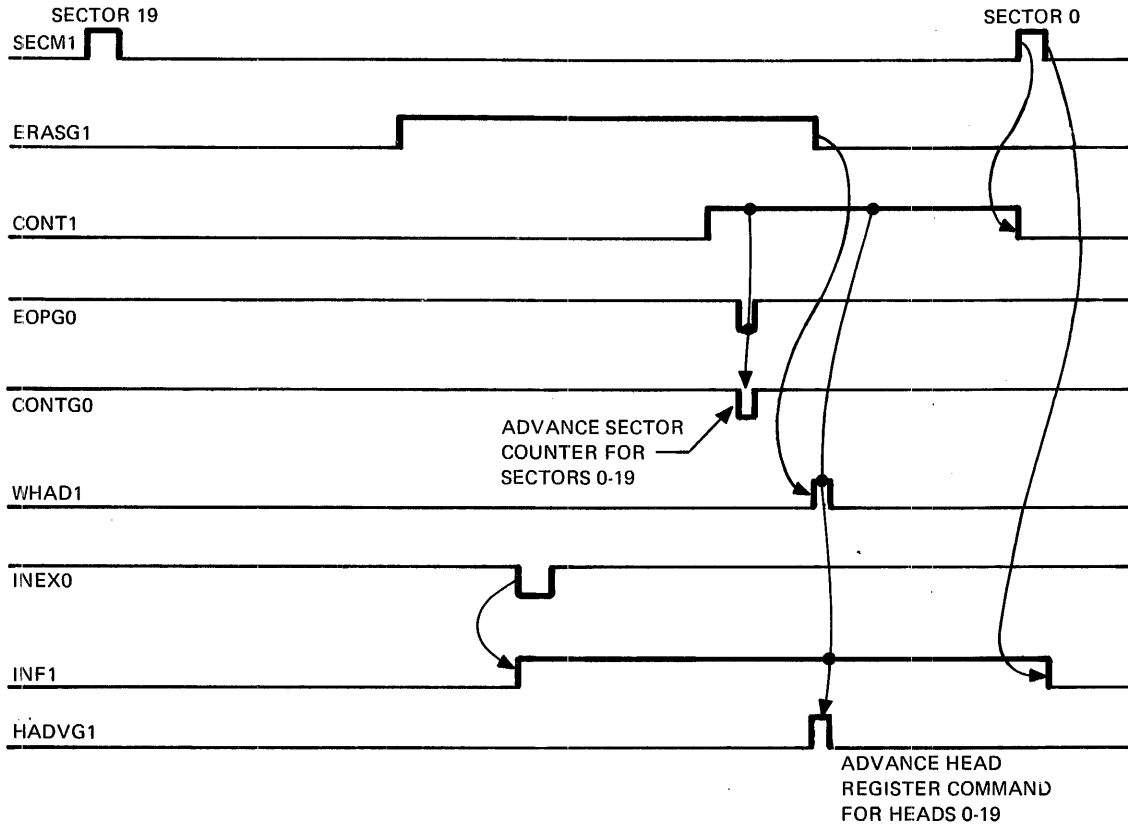 SECTOR 19
SECTOR 0
SECM1
ERASG1
CONT1
EOPG0
CONTG0
ADVANCE SECTOR
COUNTER FOR
SECTORS 0-19
WHAD1
INEX0
INF1
HADVG1
ADVANCE HEAD
REGISTER COMMAND
FOR HEADS 0-19